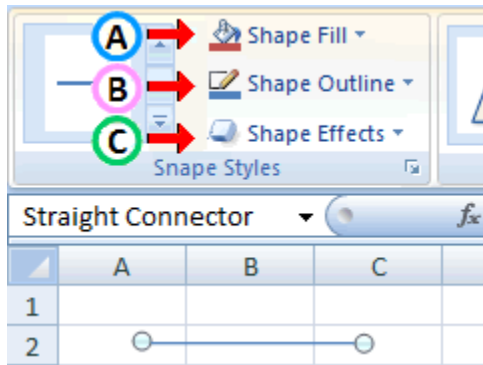 A Shape Fill
B Shape Outline
C Shape Effects
Snape Styles
Straight Connector fx
A B C
1
2